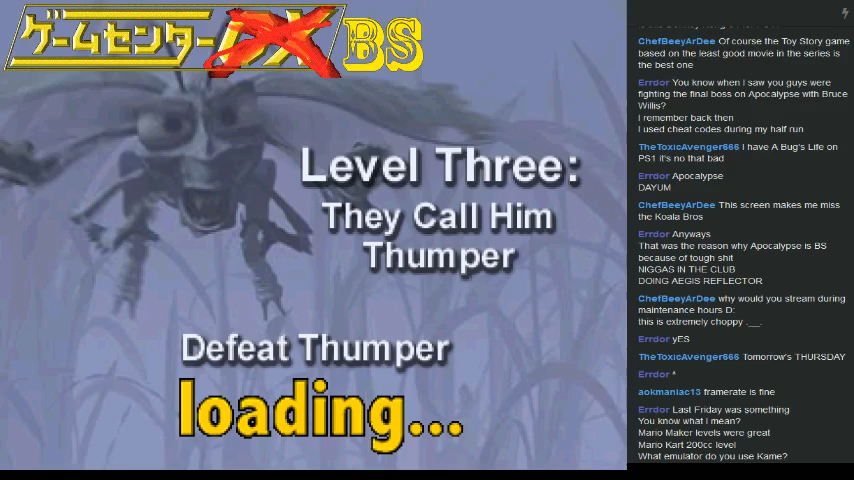 ゲームセンターDX BS
Level Three:
They Call Him
Thumper
Defeat Thumper
loading...
ChefBeeyArDee Of course the Toy Story game
based on the least good movie in the series is
the best one
Errdor You know when I saw you guys were
fighting the final boss on Apocalypse with Bruce
Willis?
I remember back then
I used cheat codes during my half run
TheToxicAvenger666 I have A Bug's Life on
PS1 it's no that bad
Errdor Apocalypse
DAYUM
ChefBeeyArDee This screen makes me miss
the Koala Bros
Errdor Anyways
That was the reason why Apocalypse is BS
because of tough shit
NIGGAS IN THE CLUB
DOING AEGIS REFLECTOR
ChefBeeyArDee why would you stream during
maintenance hours D:
this is extremely choppy .__.
Errdor yES
TheToxicAvenger666 Tomorrow's THURSDAY
Errdor ^
aokmaniac13 framerate is fine
Errdor Last Friday was something
You know what I mean?
Mario Maker levels were great
Mario Kart 200cc level
What emulator do you use Kame?